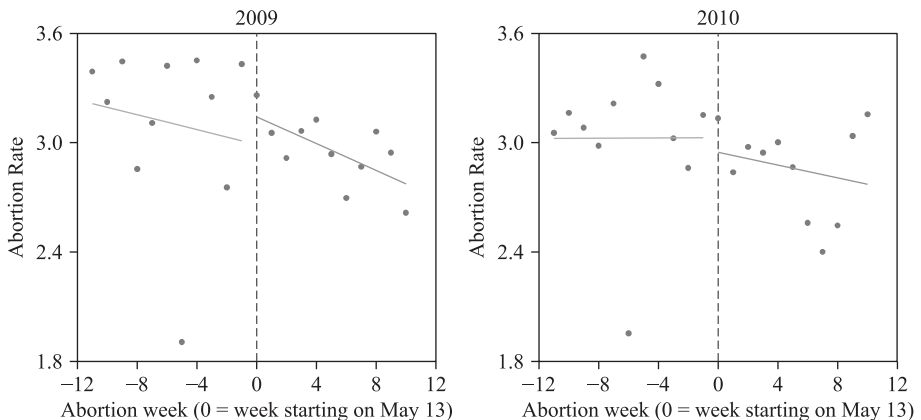 2009
3.6
3.0
2.4
1.8
Abortion Rate
−12 −8 −4 0 4 8 12
Abortion week (0 = week starting on May 13)
2010
3.6
3.0
2.4
1.8
Abortion Rate
−12 −8 −4 0 4 8 12
Abortion week (0 = week starting on May 13)